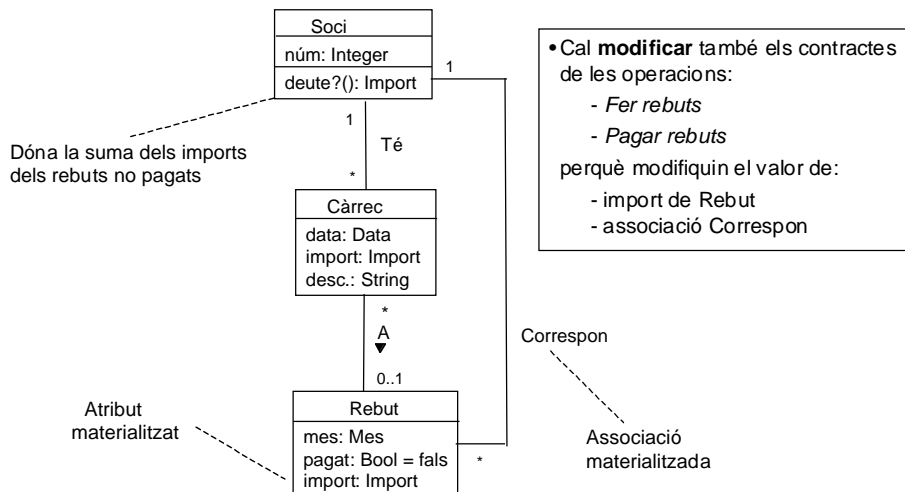 Soci
núm: Integer
deute?(): Import
1
1
Té
Dóna la suma dels imports
dels rebuts no pagats
*
Càrrec
data: Data
import: Import
desc.: String
*
A
0..1
Correspon
Rebut
mes: Mes
pagat: Bool = fals
import: Import
*
Atribut
materialitzat
Associació
materialitzada
•Cal modificar també els contractes
de les operacions:
- Fer rebuts
- Pagar rebuts
perquè modifiquin el valor de:
- import de Rebut
- associació Correspon